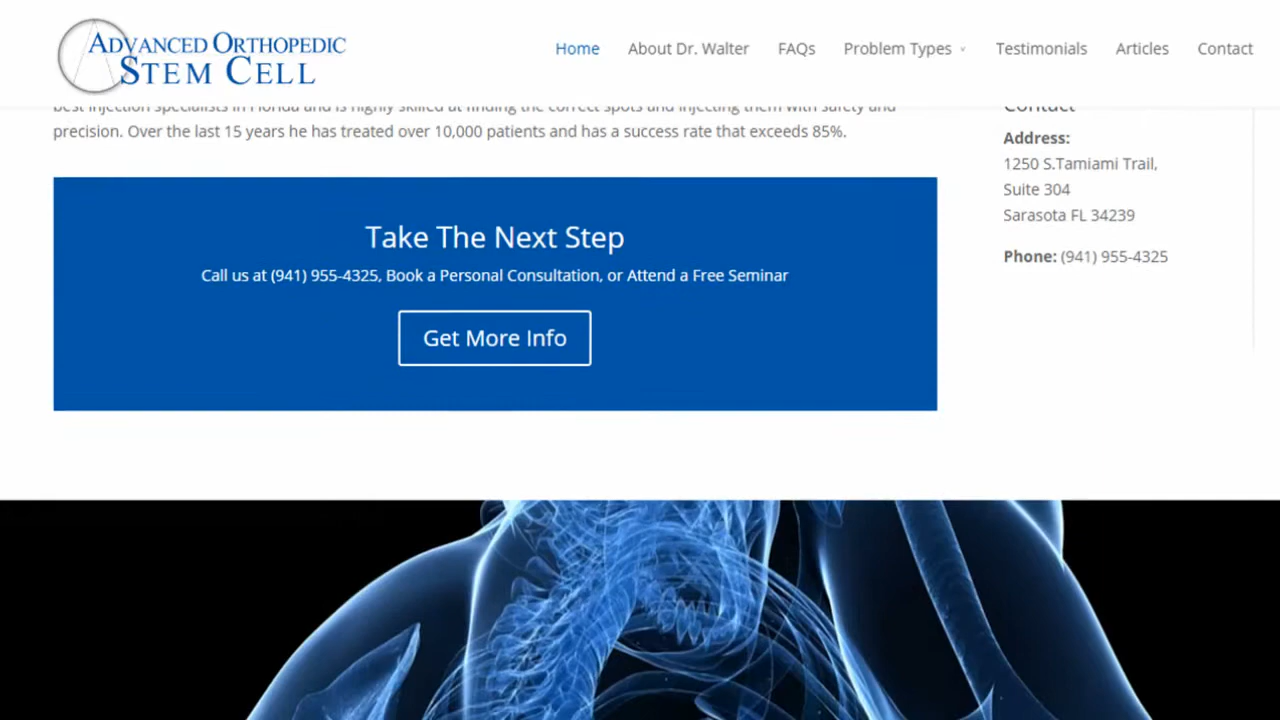 ADVANCED ORTHOPEDIC
STEM CELL
Home About Dr. Walter FAQs Problem Types Testimonials Articles Contact
best injection specialists in Florida and is highly skilled at finding the correct spots and injecting them with safety and
precision. Over the last 15 years he has treated over 10,000 patients and has a success rate that exceeds 85%.
Take The Next Step
Call us at (941) 955-4325, Book a Personal Consultation, or Attend a Free Seminar
Get More Info
Contact
Address:
1250 S.Tamiami Trail,
Suite 304
Sarasota FL 34239
Phone: (941) 955-4325